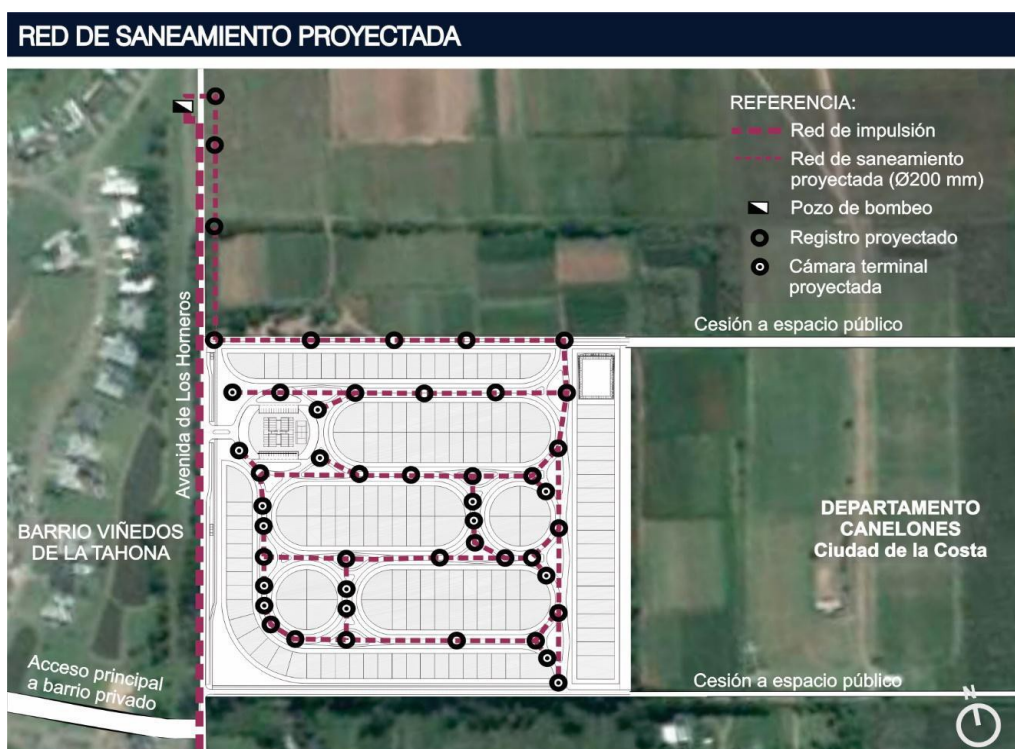 RED DE SANEAMIENTO PROYECTADA
REFERENCIA:
Red de impulsión
Red de saneamiento
proyectada (Ø200 mm)
Pozo de bombeo
Registro proyectado
Cámara terminal
proyectada
Cesión a espacio público
Avenida de Los Horneros
BARRIO VIÑEDOS
DE LA TAHONA
DEPARTAMENTO
CANELONES
Ciudad de la Costa
Acceso principal
a barrio privado
Cesión a espacio público
N